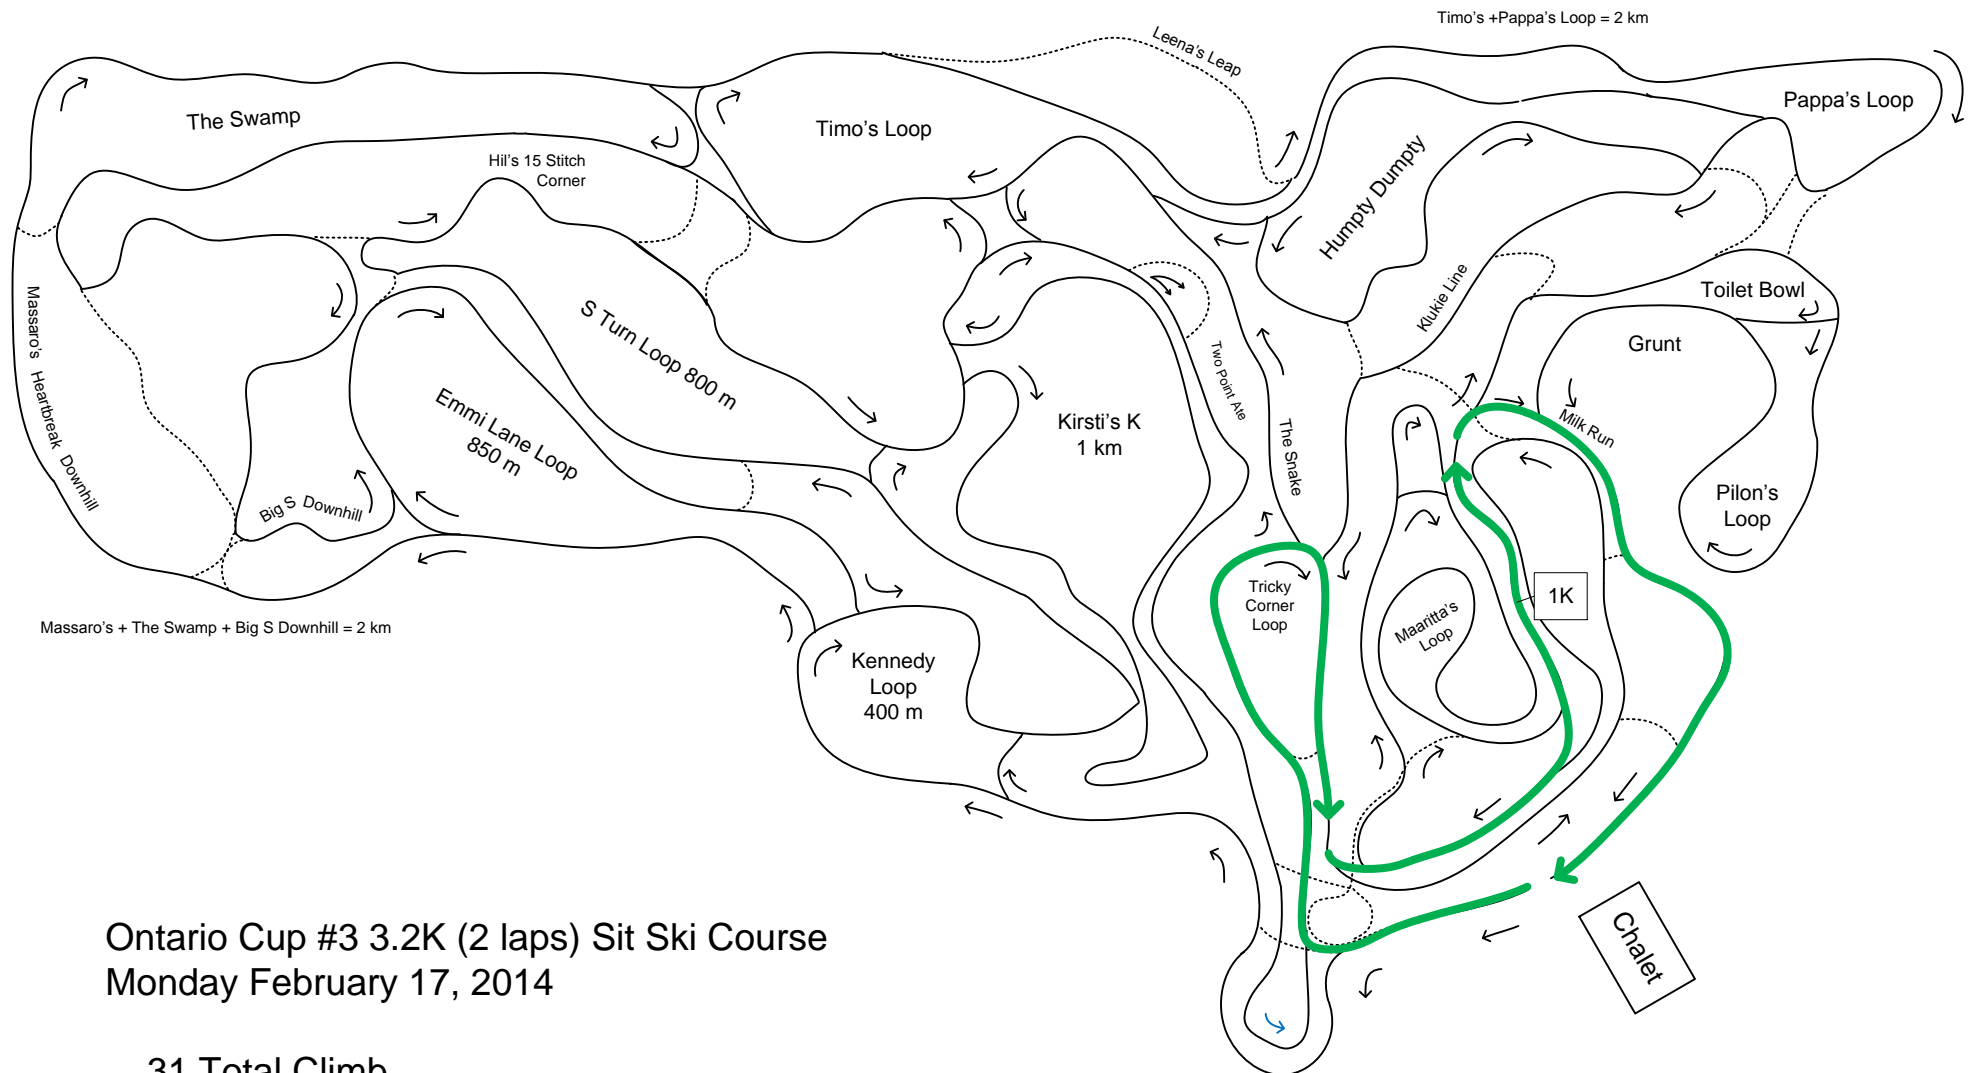 Timo's +Pappa's Loop = 2 km
Leena's Leap
Pappa's Loop
The Swamp
Timo's Loop
Hil's 15 Stitch
Corner
Humpty Dumpty
Klukie Line
Toilet Bowl
Massaro's Heartbreak Downhill
S Turn Loop 800 m
Two Point Ate
Grunt
Emmi Lane Loop
850 m
Kirsti's K
1 km
The Snake
Milk Run
Big S Downhill
Pilon's
Loop
Tricky
Corner
Loop
1K
Maaritta's
Loop
Massaro's + The Swamp + Big S Downhill = 2 km
Kennedy
Loop
400 m
Chalet
Ontario Cup #3 3.2K (2 laps) Sit Ski Course
Monday February 17, 2014
31 Total Climb